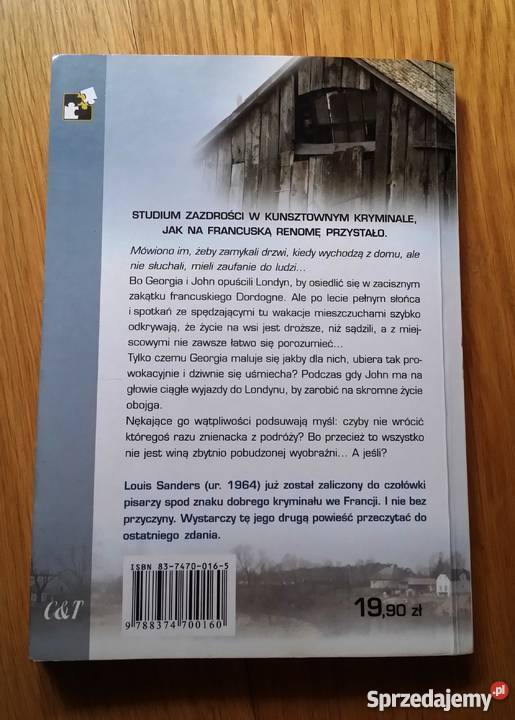 STUDIUM ZAZDROŚCI W KUNSZTOWNYM KRYMINALE,
JAK NA FRANCUSKĄ RENOMĘ PRZYSTAŁO.
Mówiono im, żeby zamykali drzwi, kiedy wychodzą z domu, ale
nie słuchali, mieli zaufanie do ludzi...
Bo Georgia i John opuścili Londyn, by osiedlić się w zacisznym
zakątku francuskiego Dordogne. Ale po lecie pełnym słońca
i spotkań ze spędzającymi tu wakacje mieszczuchami szybko
odkrywają, że życie na wsi jest droższe, niż sądzili, a z miej-
scowymi nie zawsze łatwo się porozumieć...
Tylko czemu Georgia maluje się jakby dla nich, ubiera tak pro-
wokacyjnie i dziwnie się uśmiecha? Podczas gdy John ma na
głowie ciągłe wyjazdy do Londynu, by zarobić na skromne życie
obojga.
Nękające go wątpliwości podsuwają myśl: czyby nie wrócić
któregoś razu znienacka z podróży? Bo przecież to wszystko
nie jest winą zbytnio pobudzonej wyobraźni... A jeśli?
Louis Sanders (ur. 1964) już został zaliczony do czołówki
pisarzy spod znaku dobrego kryminału we Francji. I nie bez
przyczyny. Wystarczy tę jego drugą powieść przeczytać do
ostatniego zdania.
ISBN 83-7470-016-5
9 788374 700160
C&T
19,90 zł
Sprzedajemy.pl